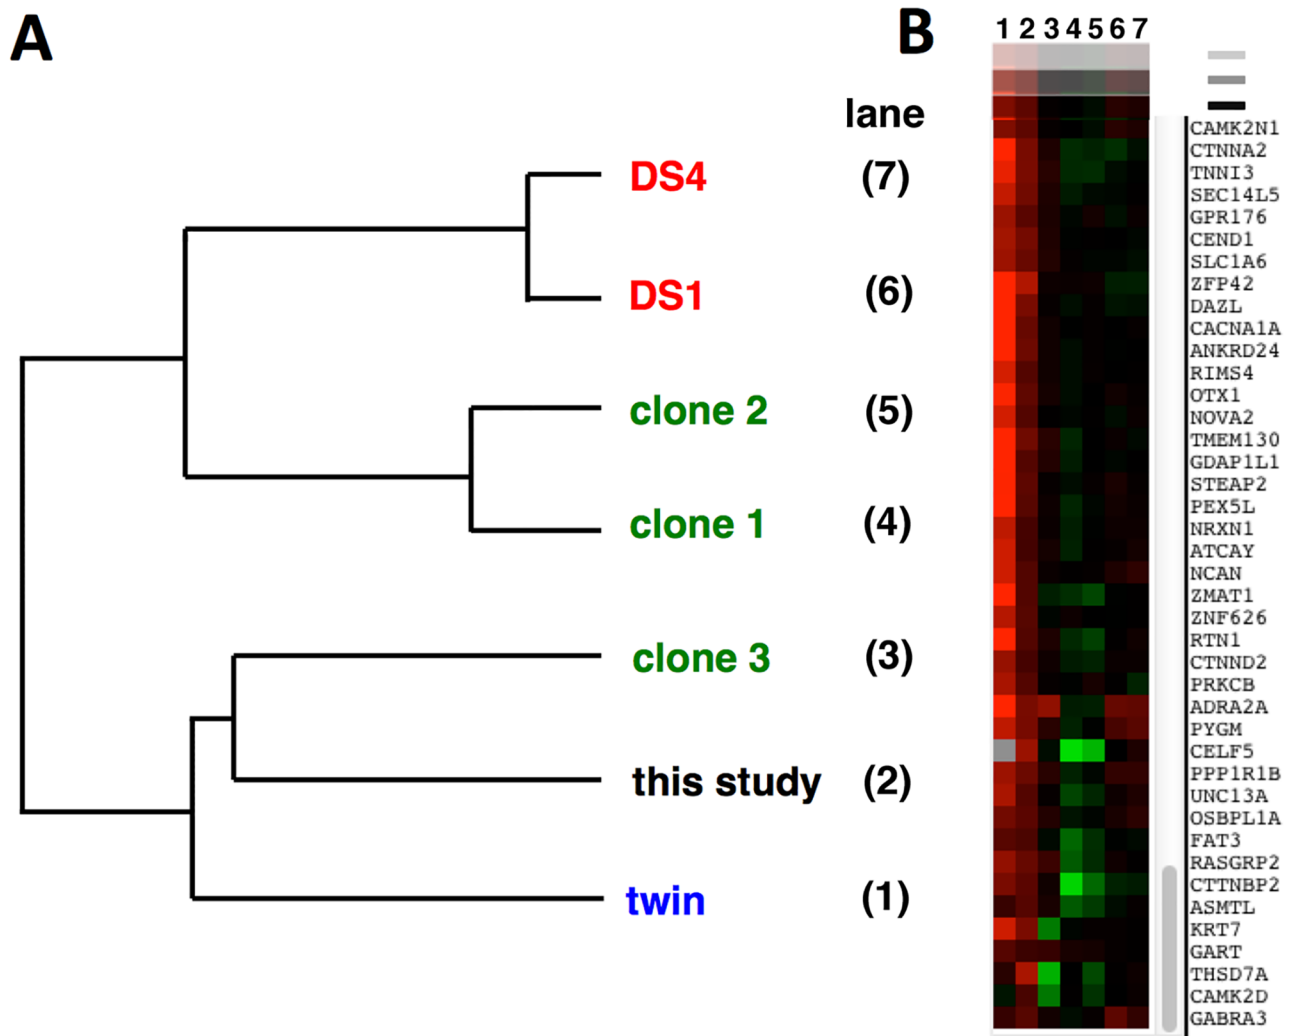 A
B
1 2 3 4 5 6 7
lane
DS4 (7)
DS1 (6)
clone 2 (5)
clone 1 (4)
clone 3 (3)
this study (2)
twin (1)
CAMK2N1
CTNNA2
TNNI3
SEC14L5
GPR176
CEND1
SLC1A6
ZFP42
DAZL
CACNA1A
ANKRD24
RIMS4
OTX1
NOVA2
TMEM130
GDAP1L1
STEAP2
PEX5L
NRXN1
ATCAY
NCAN
ZMAT1
ZNF626
RTN1
CTNND2
PRKCB
ADRA2A
PYGM
CELF5
PPP1R1B
UNC13A
OSBPL1A
FAT3
RASGRP2
CTTNBP2
ASMTL
KRT7
GART
THSD7A
CAMK2D
GABRA3